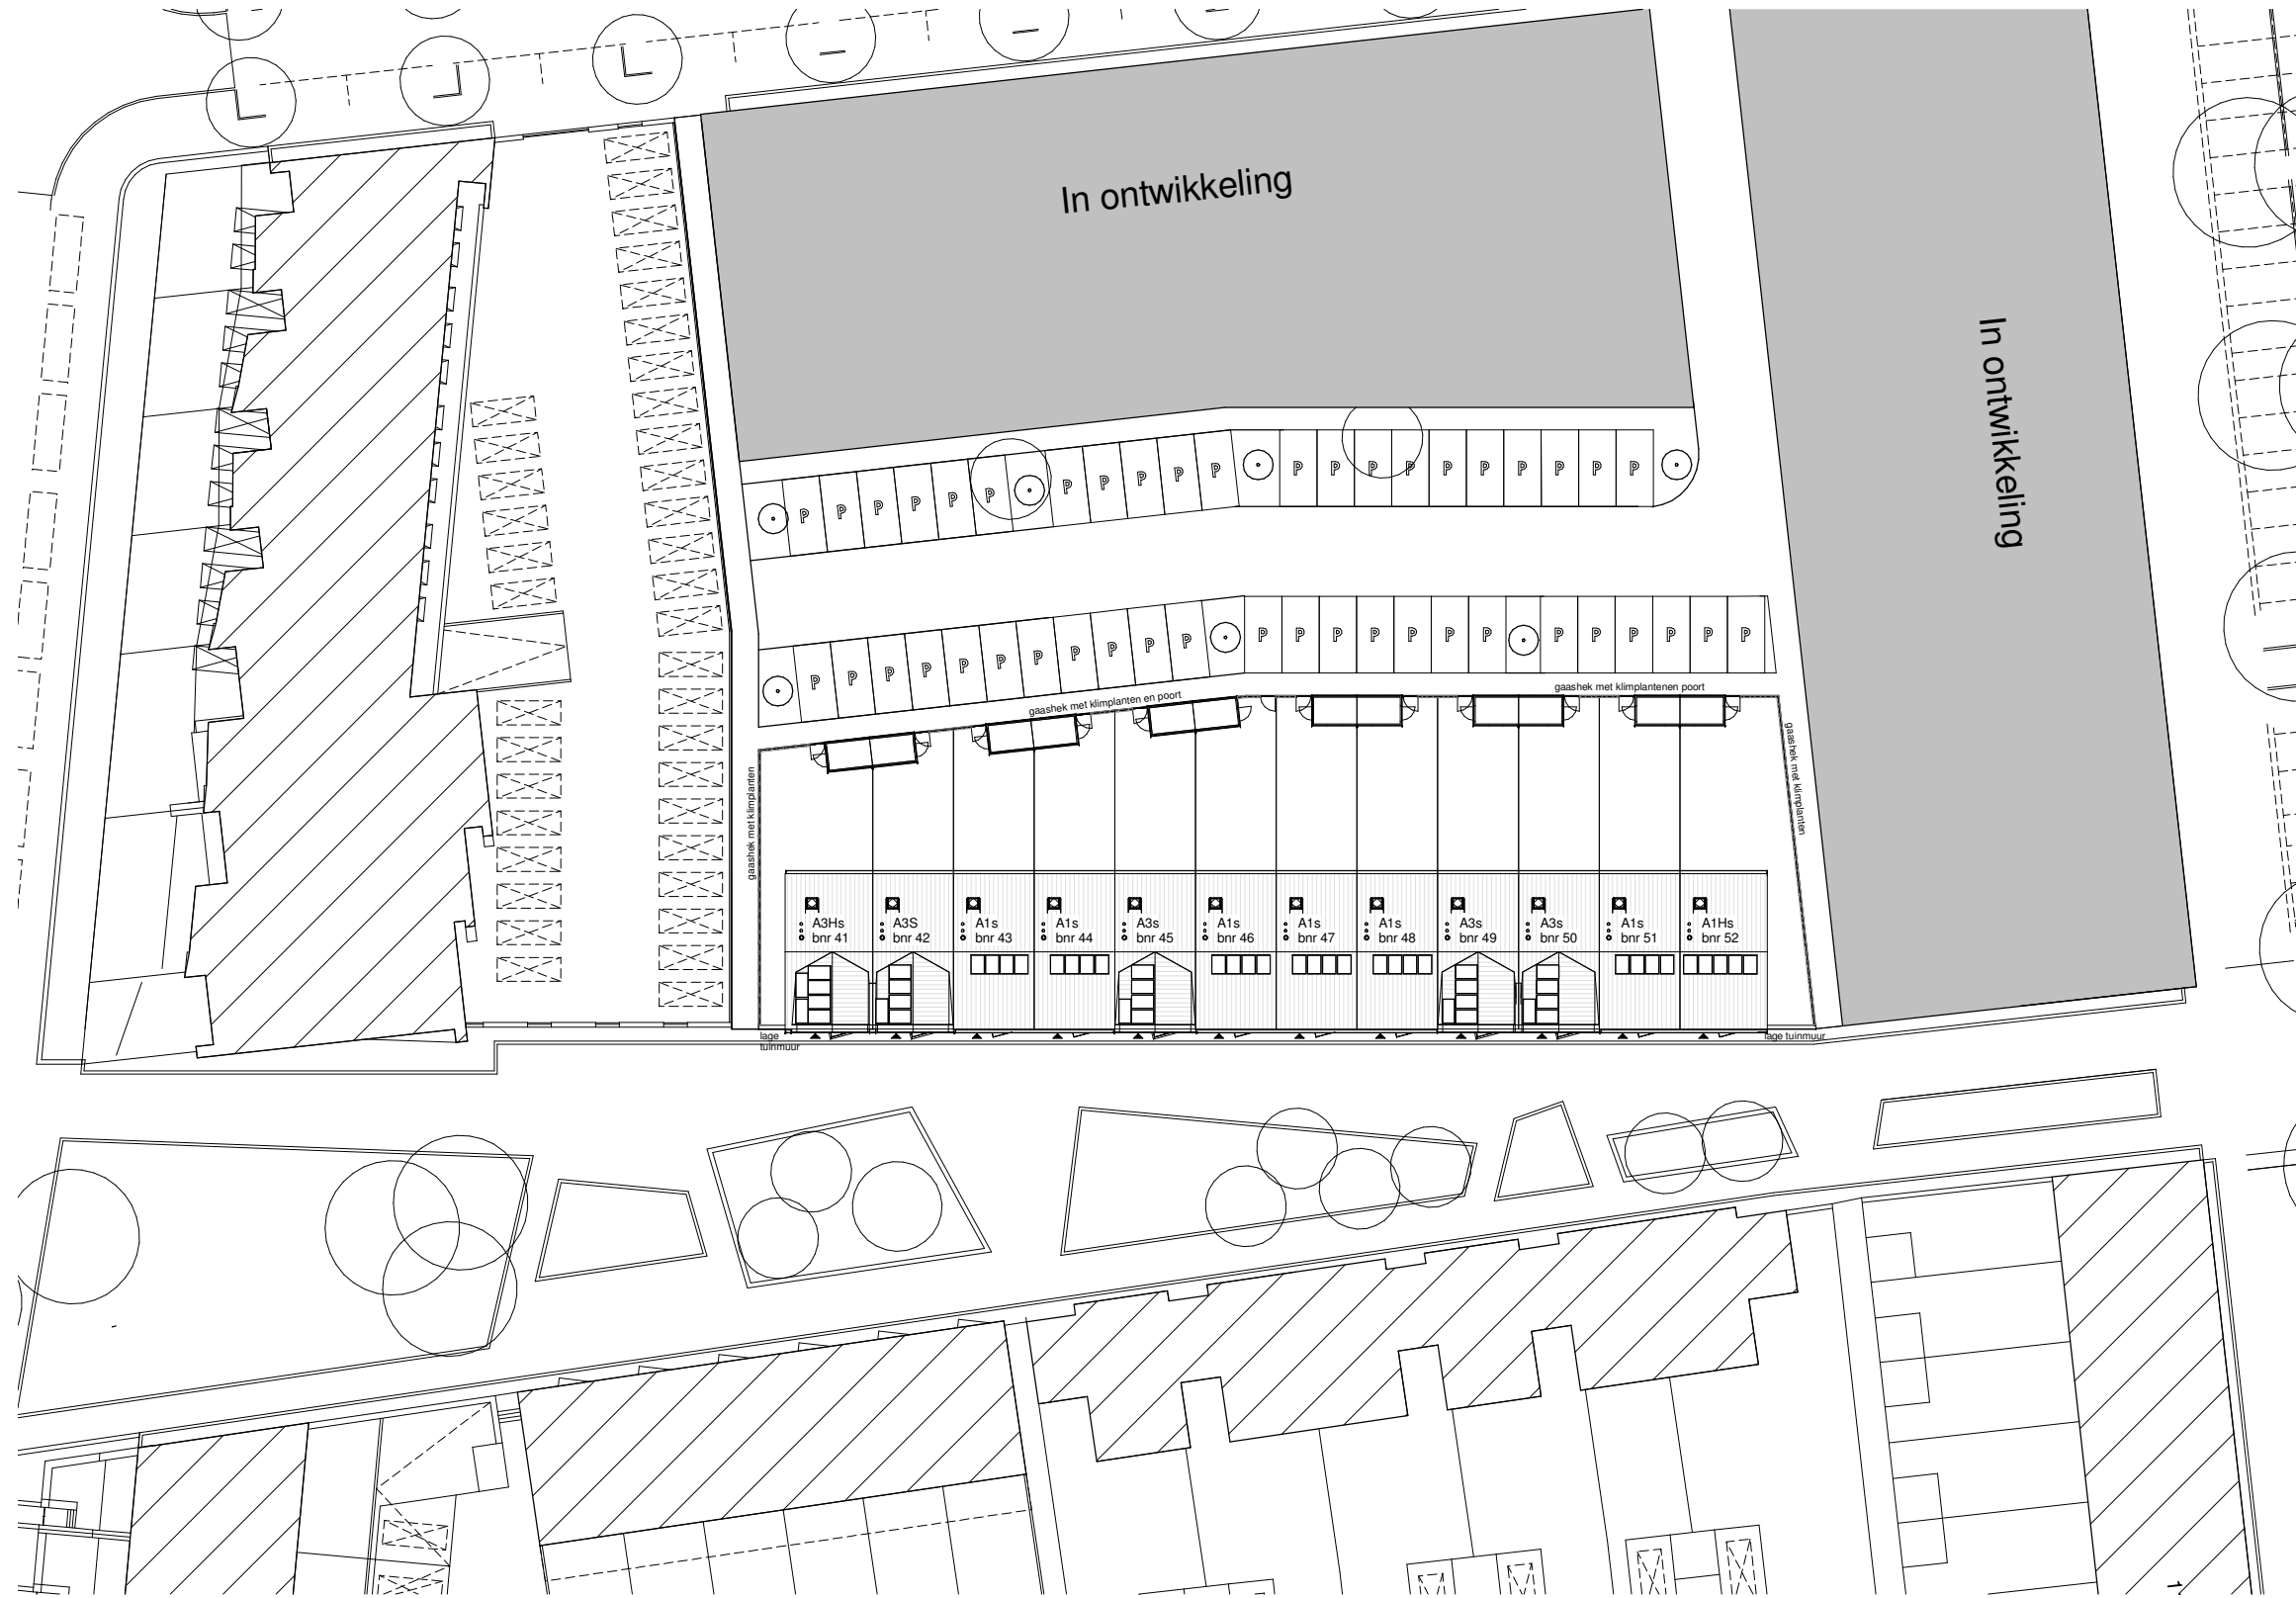 In ontwikkeling
In ontwikkeling
P P P P P P P P P P P P P P P P P P P P P
P P P P P P P P P P P P P P P P P P P P P P P P
gaashek met klimplanten en poort
gaashek met klimplantenen poort
gaashek met klimplanten
gaashek met klimplanten
A3Hs
bnr 41
A3S
bnr 42
A1s
bnr 43
A1s
bnr 44
A3s
bnr 45
A1s
bnr 46
A1s
bnr 47
A1s
bnr 48
A3s
bnr 49
A3s
bnr 50
A1s
bnr 51
A1Hs
bnr 52
lage
tuinmuur
lage tuinmuur